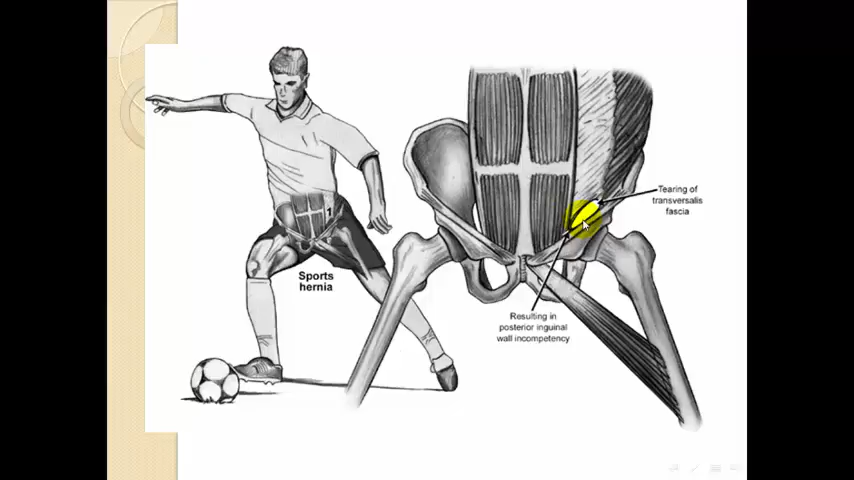 1
Sports
hernia
Tearing of
transversalis
fascia
Resulting in
posterior inguinal
wall incompetency